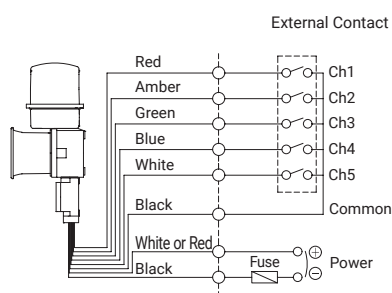 External Contact
Red
Ch1
Amber
Ch2
Green
Ch3
Blue
Ch4
White
Ch5
Black
Common
White or Red
Fuse
⊕
Power
Black
⊖